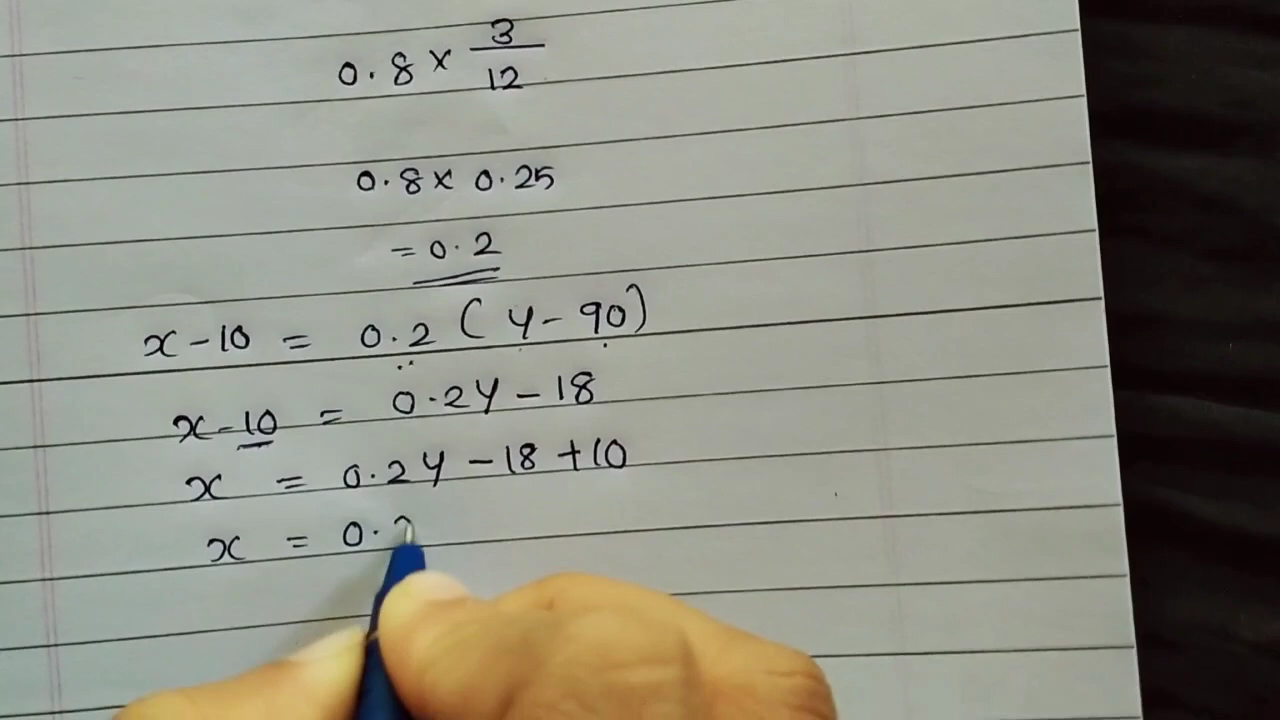 0.8 × 3/12
0.8 × 0.25
= 0.2
x - 10 = 0.2 ( y - 90)
x - 10 = 0.2y - 18
x = 0.2y - 18 + 10
x = 0.2